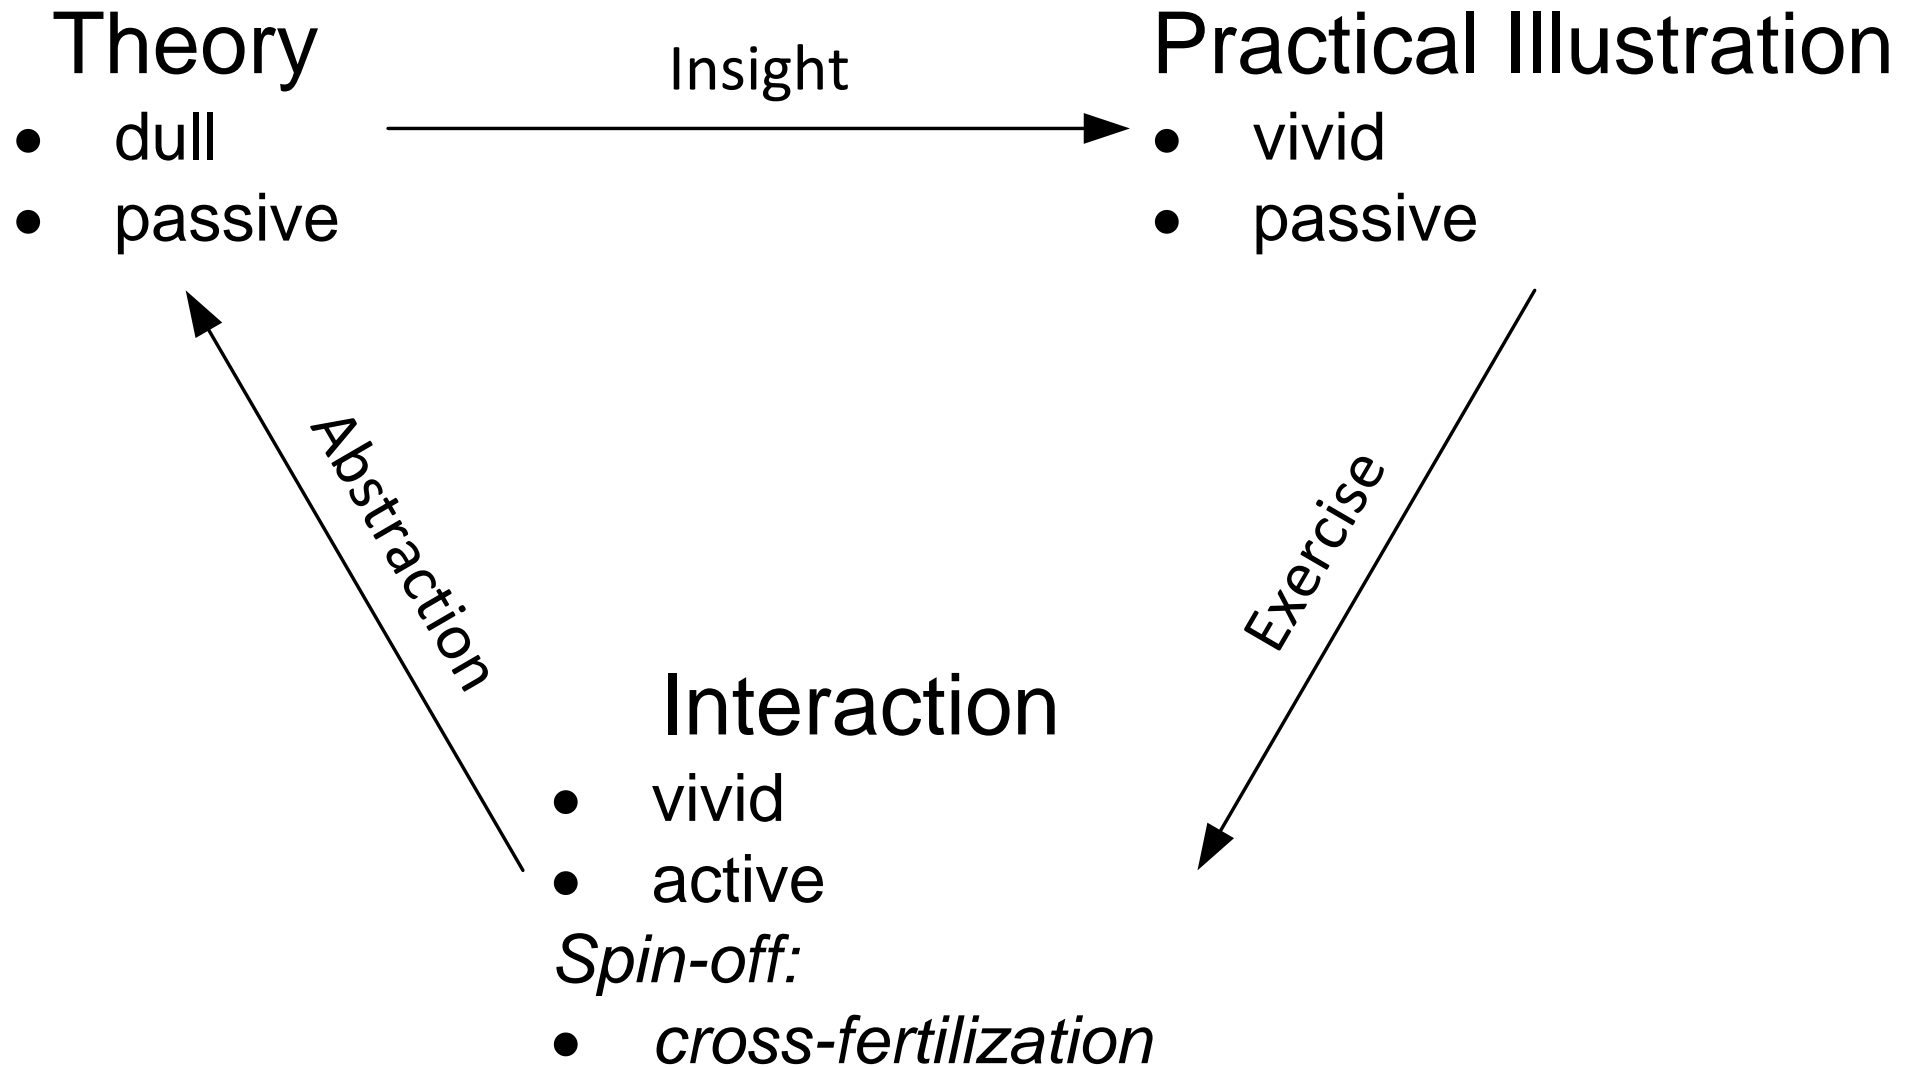 Theory
• dull
• passive
Insight
Practical Illustration
• vivid
• passive
Abstraction
Exercise
Interaction
• vivid
• active
Spin-off:
• cross-fertilization